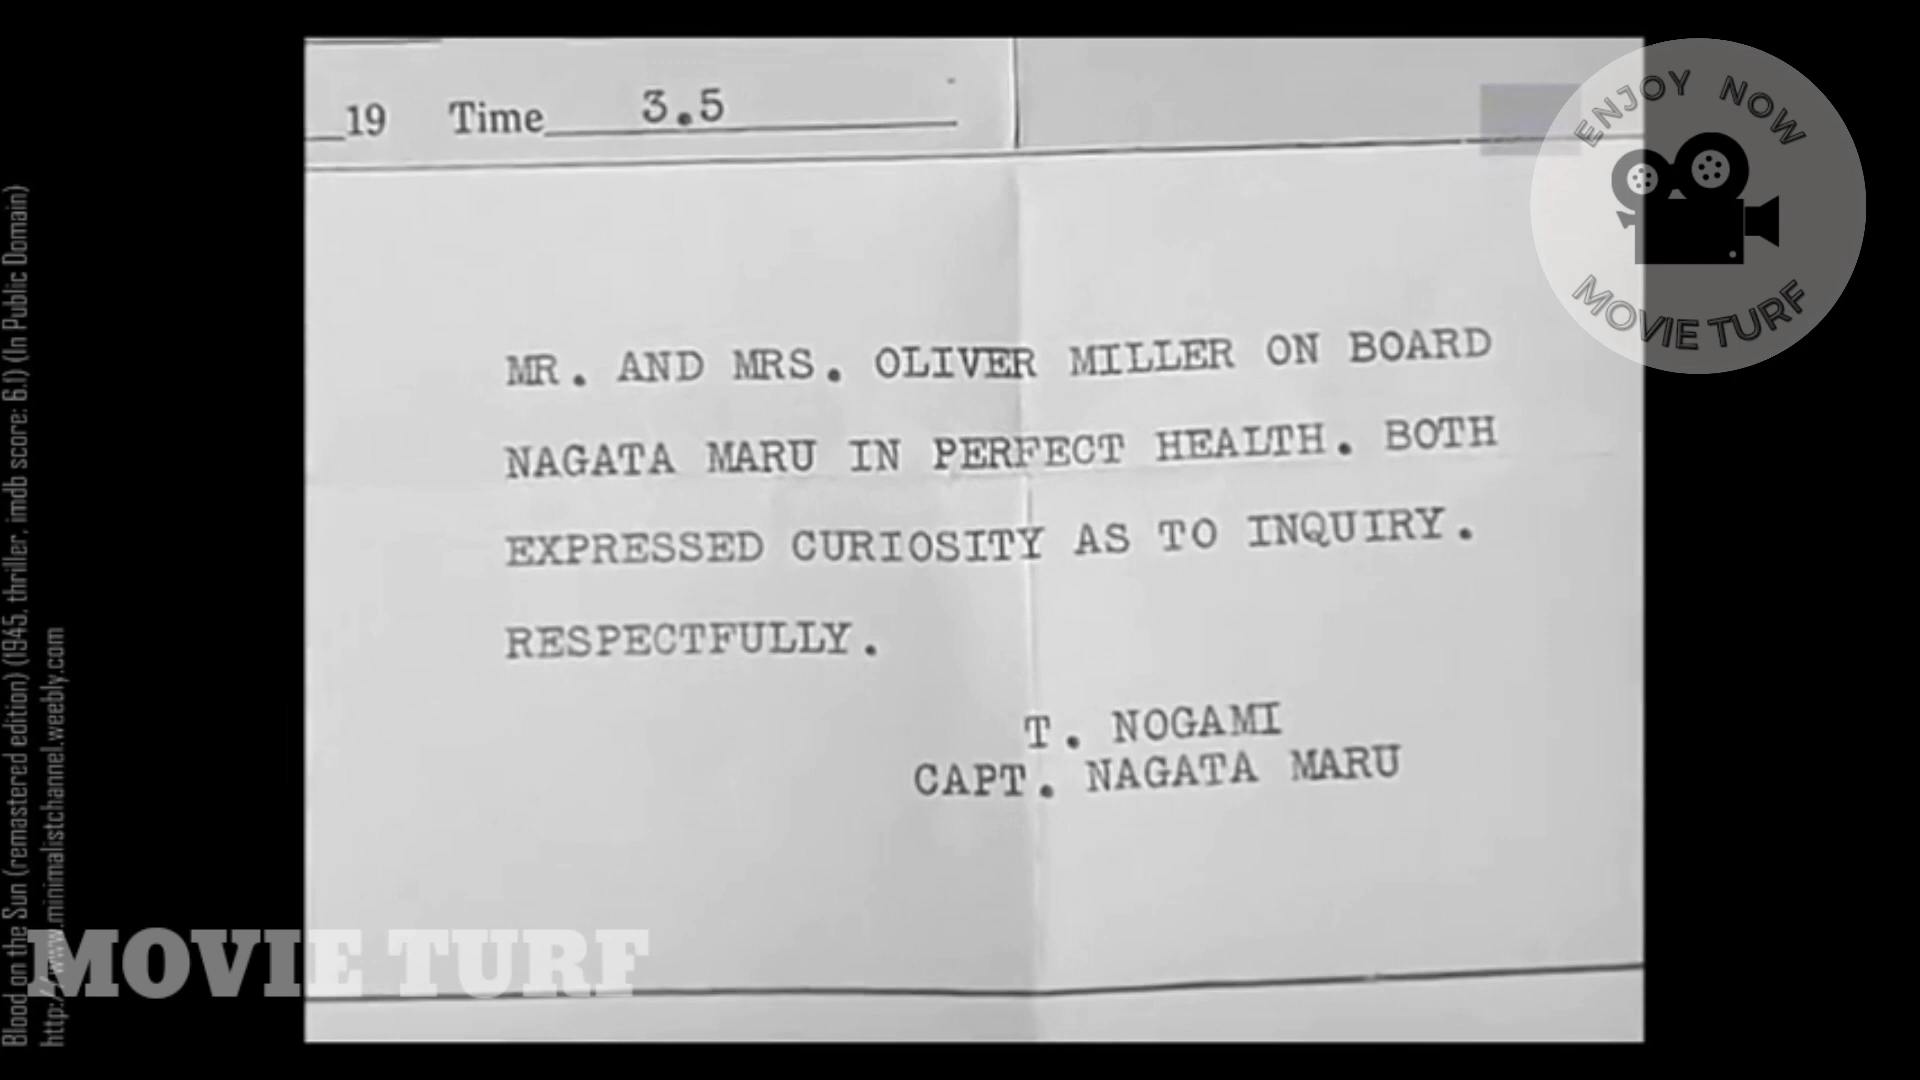 19 Time 3.5
MR. AND MRS. OLIVER MILLER ON BOARD
NAGATA MARU IN PERFECT HEALTH. BOTH
EXPRESSED CURIOSITY AS TO INQUIRY.
RESPECTFULLY.
T. NOGAMI
CAPT. NAGATA MARU
ENJOY NOW
MOVIE TURF
MOVIE TURF
Blood on the Sun (remastered edition) (1945, thriller, imdb score: 6.1) (In Public Domain)
http://www.minimalistchannel.weebly.com